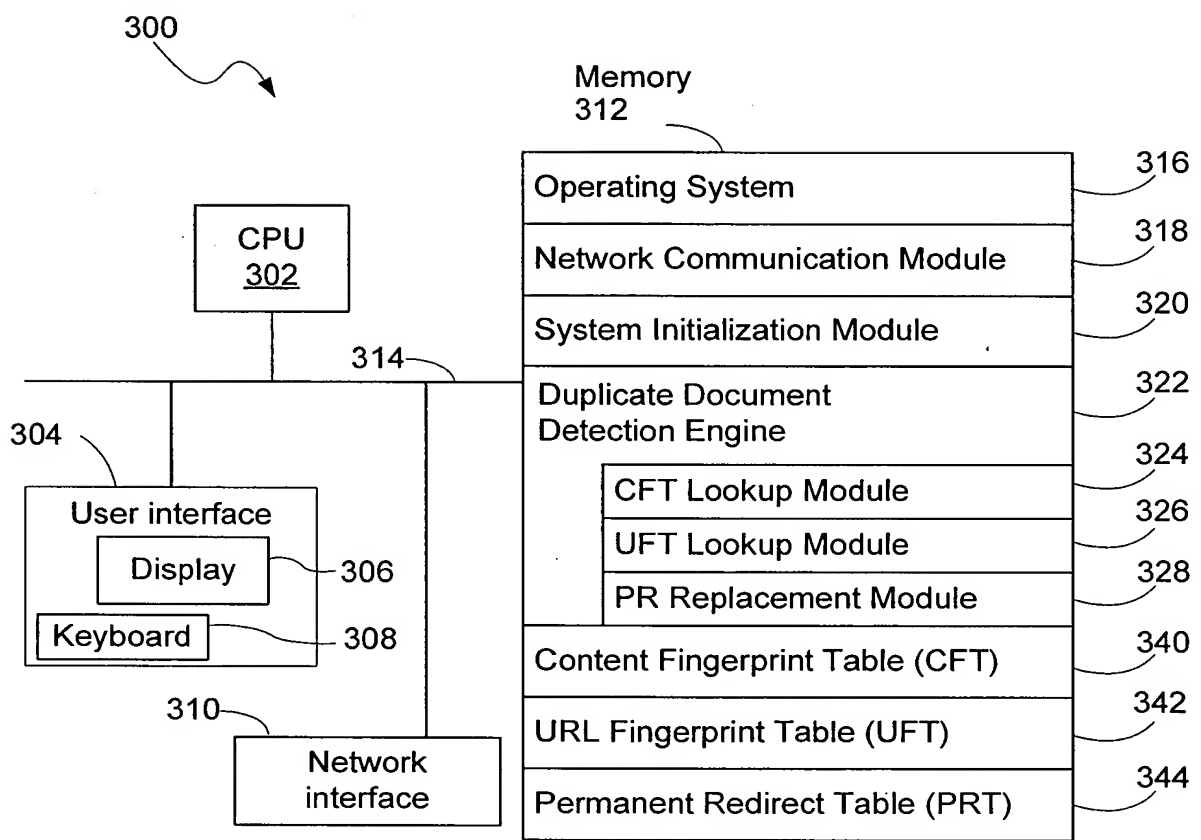 300
Memory
312
Operating System
316
Network Communication Module
318
System Initialization Module
320
Duplicate Document
Detection Engine
322
CFT Lookup Module
324
UFT Lookup Module
326
PR Replacement Module
328
Content Fingerprint Table (CFT)
340
URL Fingerprint Table (UFT)
342
Permanent Redirect Table (PRT)
344
CPU
302
314
304
User interface
Display
306
Keyboard
308
310
Network
interface